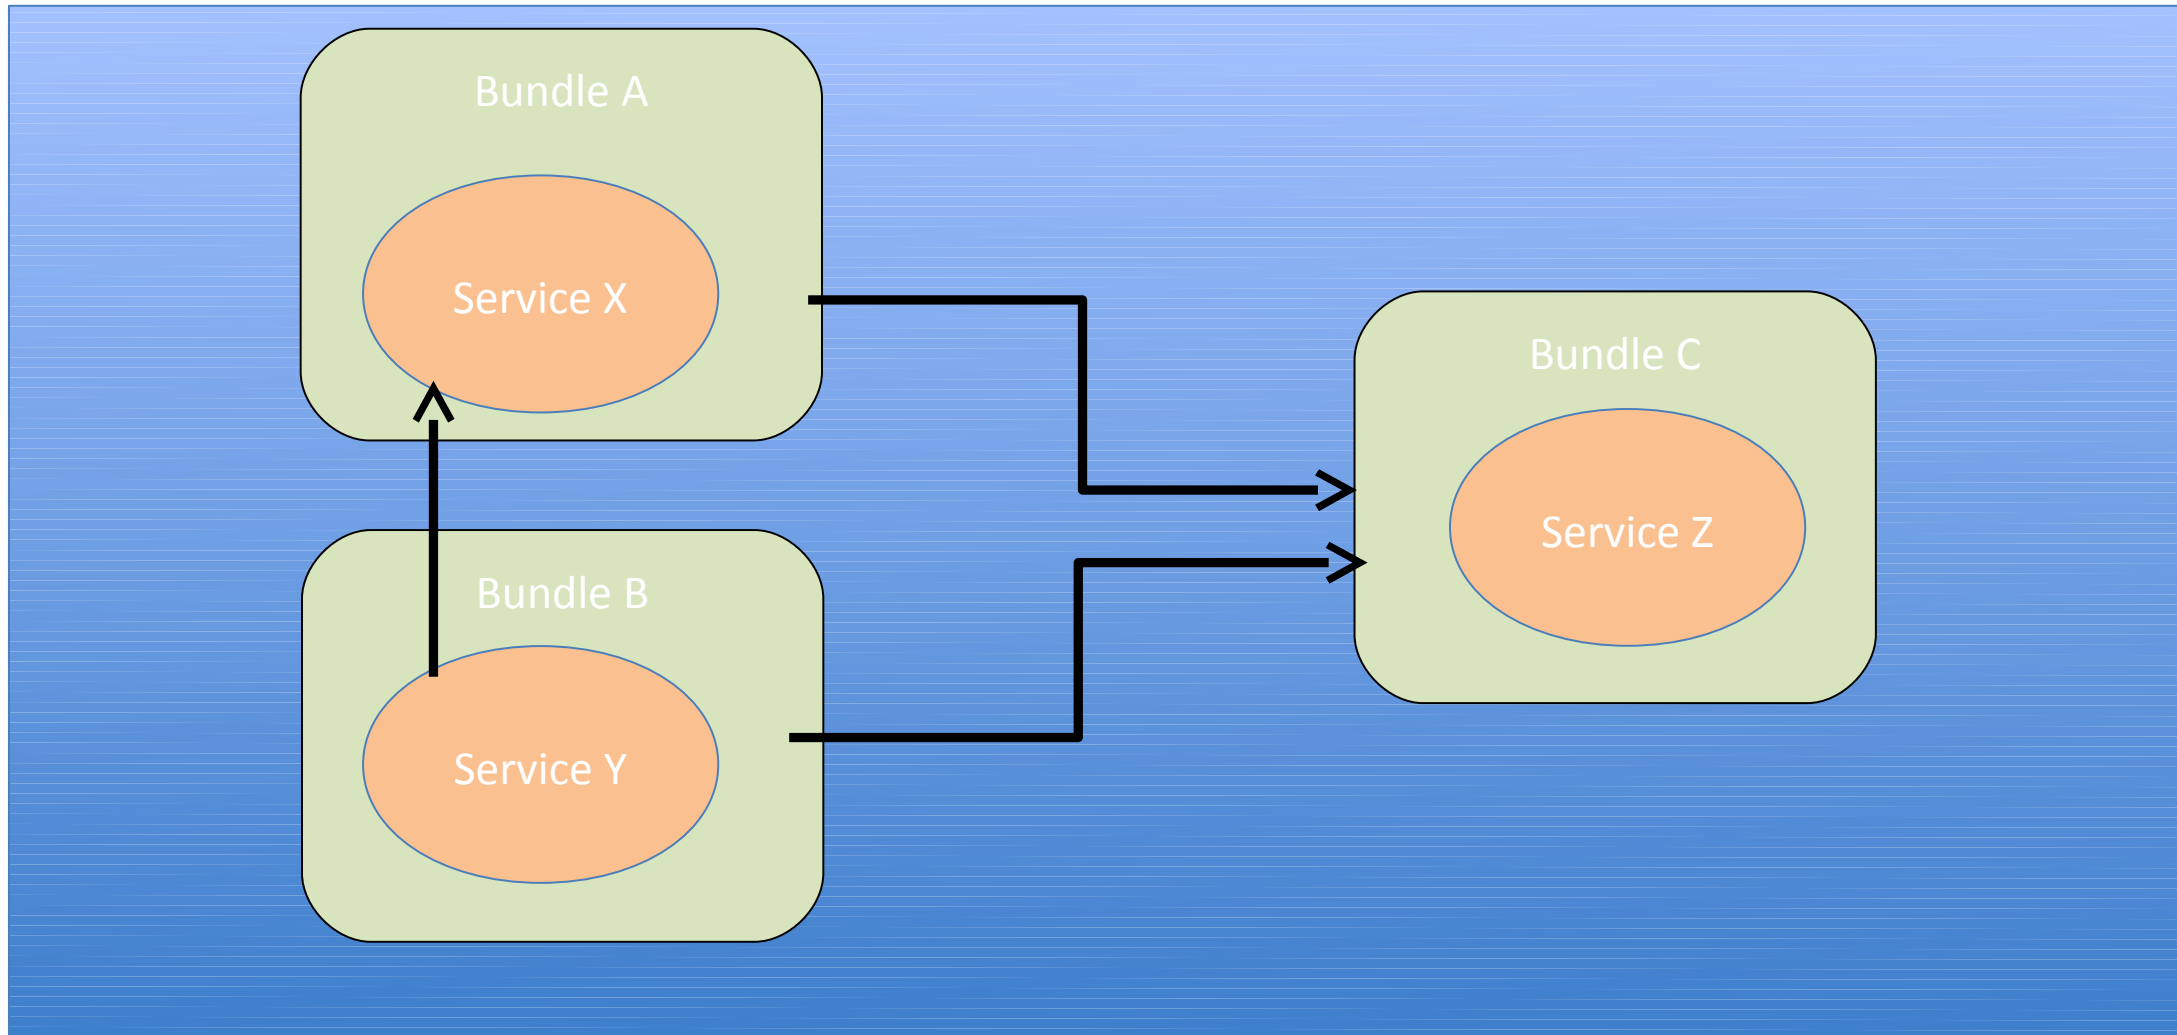 Bundle A
Service X
Bundle B
Service Y
Bundle C
Service Z